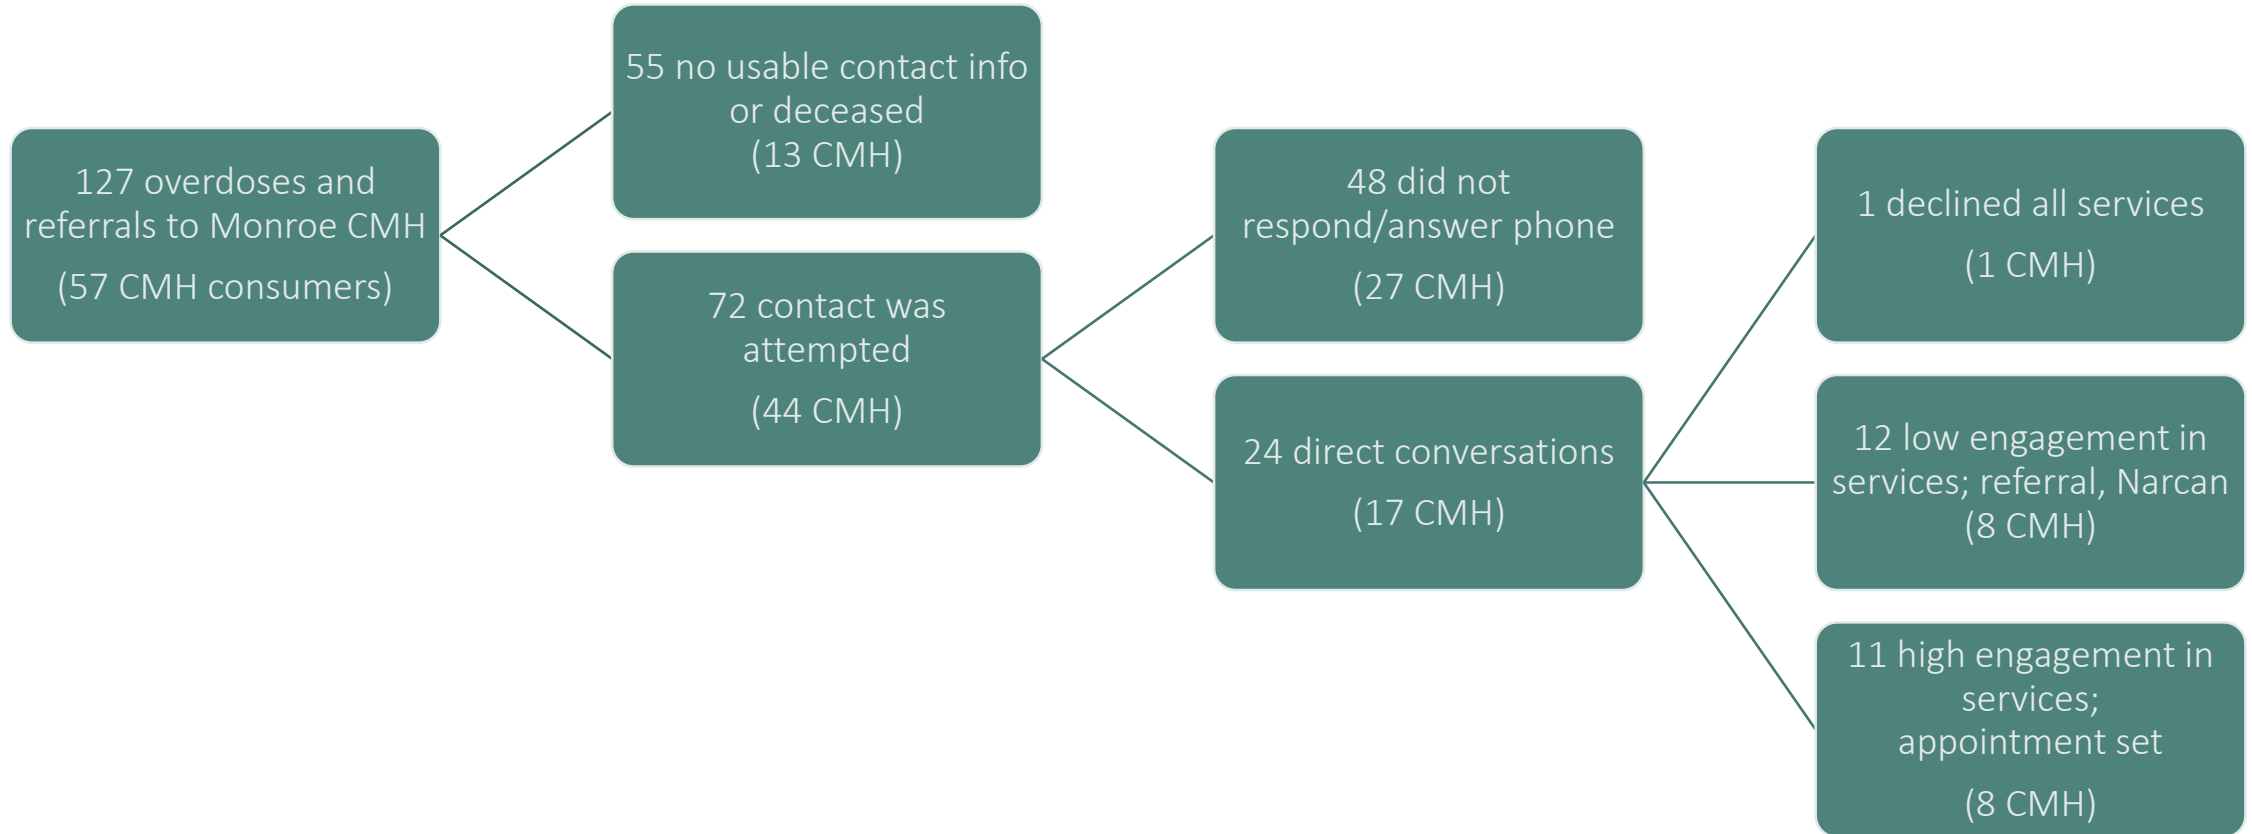 127 overdoses and
referrals to Monroe CMH
(57 CMH consumers)
55 no usable contact info
or deceased
(13 CMH)
72 contact was
attempted
(44 CMH)
48 did not
respond/answer phone
(27 CMH)
24 direct conversations
(17 CMH)
1 declined all services
(1 CMH)
12 low engagement in
services; referral, Narcan
(8 CMH)
11 high engagement in
services;
appointment set
(8 CMH)